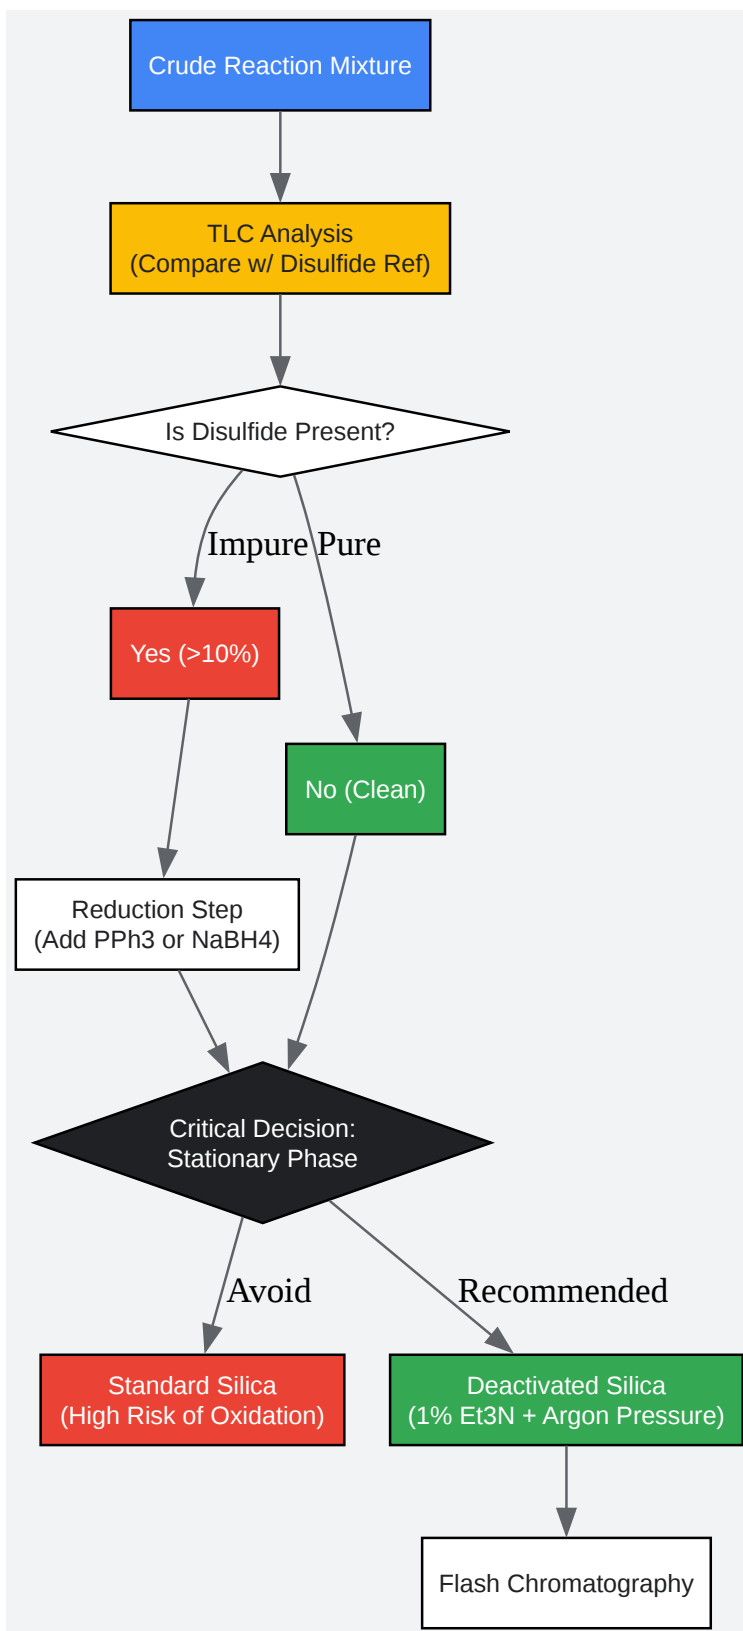 Crude Reaction Mixture
TLC Analysis
(Compare w/ Disulfide Ref)
Is Disulfide Present?
Impure
Pure
Yes (>10%)
No (Clean)
Reduction Step
(Add PPh3 or NaBH4)
Critical Decision:
Stationary Phase
Avoid
Recommended
Standard Silica
(High Risk of Oxidation)
Deactivated Silica
(1% Et3N + Argon Pressure)
Flash Chromatography